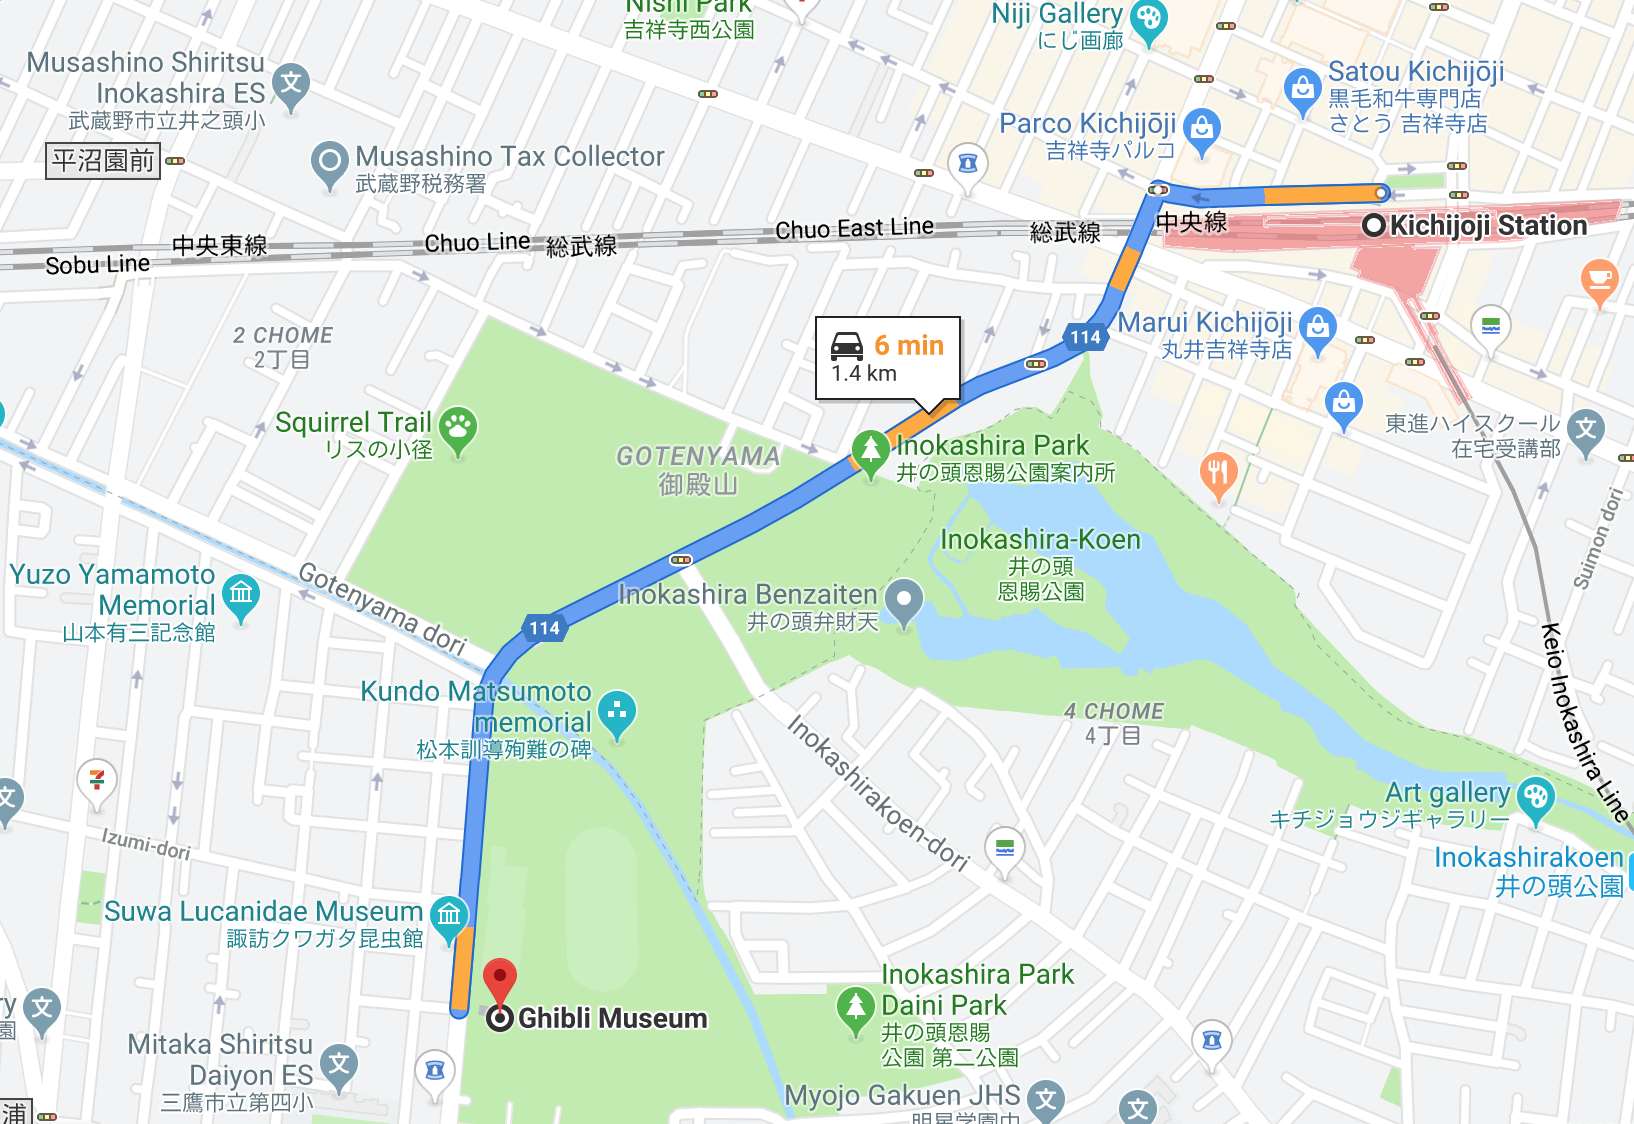 Nishi Park
吉祥寺西公園
Niji Gallery
にじ画廊
Musashino Shiritsu
Inokashira ES
武蔵野市立井之頭小
Satou Kichijōji
黒毛和牛専門店
さとう 吉祥寺店
Parco Kichijōji
吉祥寺パルコ
平沼園前
Musashino Tax Collector
武蔵野税務署
中央東線
Sobu Line
Chuo Line
総武線
Chuo East Line
総武線
中央線
Kichijoji Station
2 CHOME
2丁目
114
Marui Kichijōji
丸井吉祥寺店
6 min
1.4 km
Squirrel Trail
リスの小径
GOTENYAMA
御殿山
Inokashira Park
井の頭恩賜公園案内所
東進ハイスクール
在宅受講部
Suimon dori
Inokashira-Koen
井の頭
恩賜公園
Yuzo Yamamoto
Memorial
山本有三記念館
Gotenyama dori
Inokashira Benzaiten
井の頭弁財天
114
Keio Inokashira Line
Kundo Matsumoto
memorial
松本訓導殉難の碑
4 CHOME
4丁目
Inokashirakoen-dori
Izumi-dori
Art gallery
キチジョウジギャラリー
Inokashirakoen
井の頭公園
Suwa Lucanidae Museum
諏訪クワガタ昆虫館
Ghibli Museum
Inokashira Park
Daini Park
井の頭恩賜
公園 第二公園
ry
園
Mitaka Shiritsu
Daiyon ES
三鷹市立第四小
Myojo Gakuen JHS
明星学園中
浦